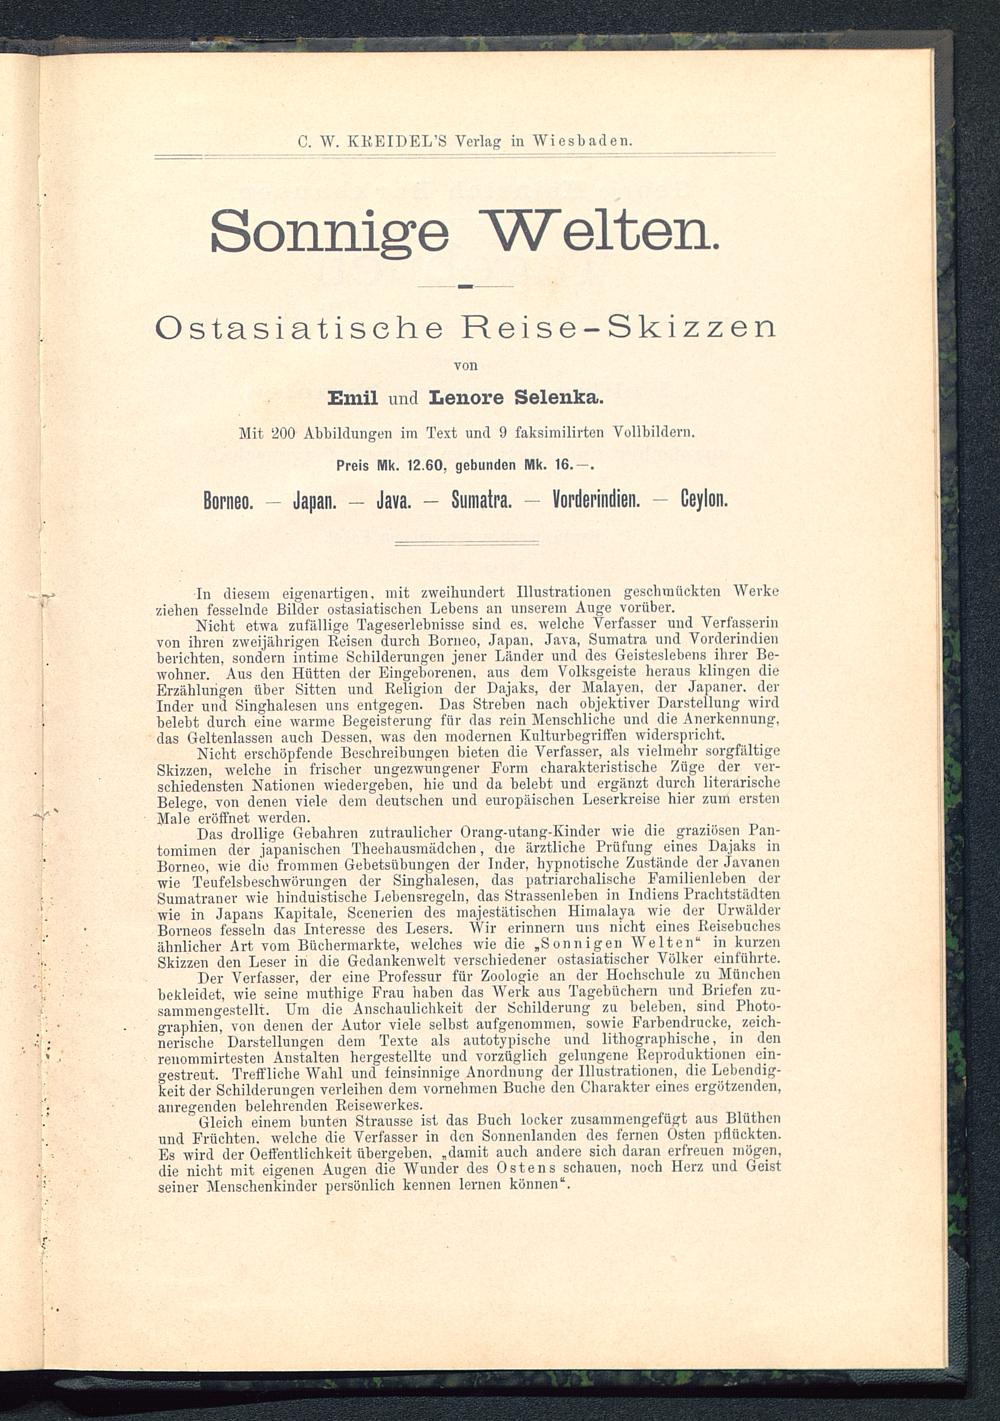 C. W. KREIDEL'S Verlag in Wiesbaden.
Sonnige Welten.
Ostasiatische Reise-Skizzen
von
Emil und Lenore Selenka.
Mit 200 Abbildungen im Text und 9 faksimilirten Vollbildern.
Preis Mk. 12.60, gebunden Mk. 16.—.
Borneo. — Japan. — Java. — Sumatra. — Vorderindien. — Ceylon.
In diesem eigenartigen, mit zweihundert Illustrationen geschmückten Werke
ziehen fesselnde Bilder ostasiatischen Lebens an unserem Auge vorüber.
Nicht etwa zufällige Tageserlebnisse sind es, welche Verfasser und Verfasserin
von ihren zweijährigen Reisen durch Borneo, Japan, Java, Sumatra und Vorderindien
berichten, sondern intime Schilderungen jener Länder und des Geisteslebens ihrer Be-
wohner. Aus den Hütten der Eingeborenen, aus dem Volksgeiste heraus klingen die
Erzählungen über Sitten und Religion der Dajaks, der Malayen, der Japaner, der
Inder und Singhalesen uns entgegen. Das Streben nach objektiver Darstellung wird
belebt durch eine warme Begeisterung für das rein Menschliche und die Anerkennung,
das Geltenlassen auch Dessen, was den modernen Kulturbegriffen widerspricht.
Nicht erschöpfende Beschreibungen bieten die Verfasser, als vielmehr sorgfältige
Skizzen, welche in frischer ungezwungener Form charakteristische Züge der ver-
schiedensten Nationen wiedergeben, hie und da belebt und ergänzt durch literarische
Belege, von denen viele dem deutschen und europäischen Leserkreise hier zum ersten
Male eröffnet werden.
Das drollige Gebahren zutraulicher Orang-utang-Kinder wie die graziösen Pan-
tomimen der japanischen Theehausmädchen, die ärztliche Prüfung eines Dajaks in
Borneo, wie die frommen Gebetsübungen der Inder, hypnotische Zustände der Javanen
wie Teufelsbeschwörungen der Singhalesen, das patriarchalische Familienleben der
Sumatraner wie hinduistische Lebensregeln, das Strassenleben in Indiens Prachtstädten
wie in Japans Kapitale, Scenerien des majestätischen Himalaya wie der Urwälder
Borneos fesseln das Interesse des Lesers. Wir erinnern uns nicht eines Reisebuches
ähnlicher Art vom Büchermarkte, welches wie die „Sonnigen Welten“ in kurzen
Skizzen den Leser in die Gedankenwelt verschiedener ostasiatischer Völker einführte.
Der Verfasser, der eine Professur für Zoologie an der Hochschule zu München
bekleidet, wie seine muthige Frau haben das Werk aus Tagebüchern und Briefen zu-
sammengestellt. Um die Anschaulichkeit der Schilderung zu beleben, sind Photo-
graphien, von denen der Autor viele selbst aufgenommen, sowie Farbendrucke, zeich-
nerische Darstellungen dem Texte als autotypische und lithographische, in den
renommirtesten Anstalten hergestellte und vorzüglich gelungene Reproduktionen ein-
gestreut. Treffliche Wahl und feinsinnige Anordnung der Illustrationen, die Lebendig-
keit der Schilderungen verleihen dem vornehmen Buche den Charakter eines ergötzenden,
anregenden belehrenden Reisewerkes.
Gleich einem bunten Strausse ist das Buch locker zusammengefügt aus Blüthen
und Früchten, welche die Verfasser in den Sonnenlanden des fernen Osten pflückten.
Es wird der Oeffentlichkeit übergeben, „damit auch andere sich daran erfreuen mögen,
die nicht mit eigenen Augen die Wunder des Ostens schauen, noch Herz und Geist
seiner Menschenkinder persönlich kennen lernen können“.